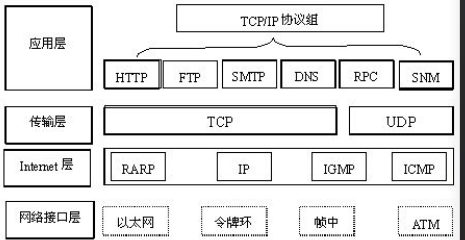 TCP/IP 协议组
应用层
HTTP FTP SMTP DNS RPC SNM
传输层 TCP UDP
Internet 层 RARP IP IGMP ICMP
网络接口层 以太网 令牌环 帧中 ATM